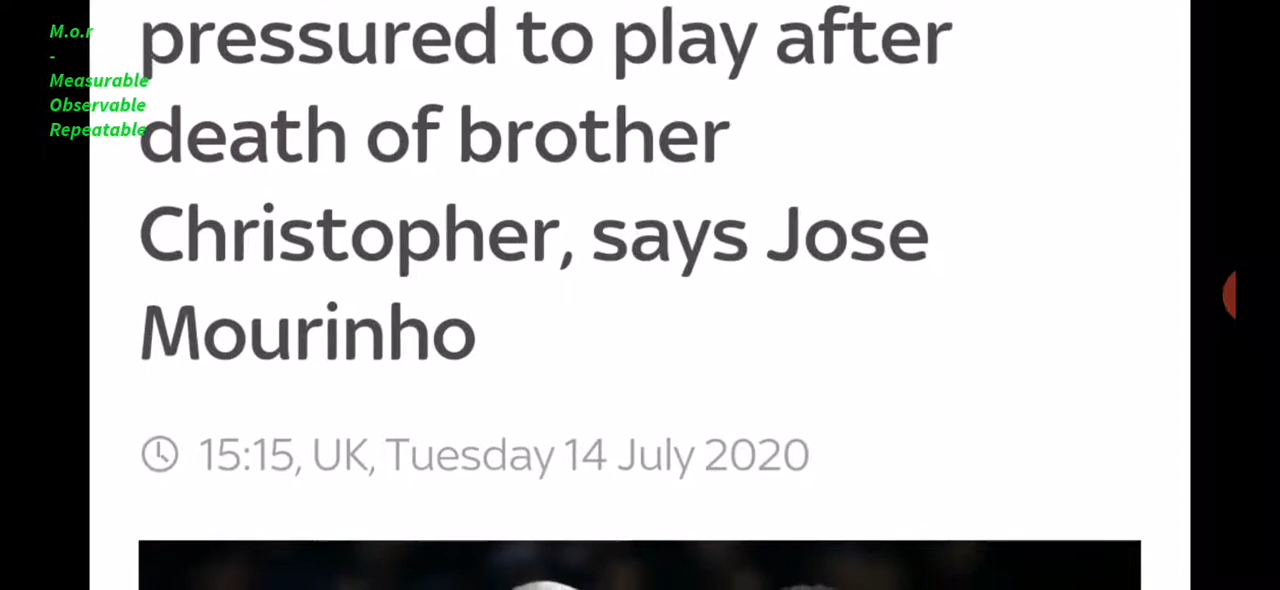 M.o.r
-
Measurable
Observable
Repeatable
pressured to play after
death of brother
Christopher, says Jose
Mourinho
15:15, UK, Tuesday 14 July 2020